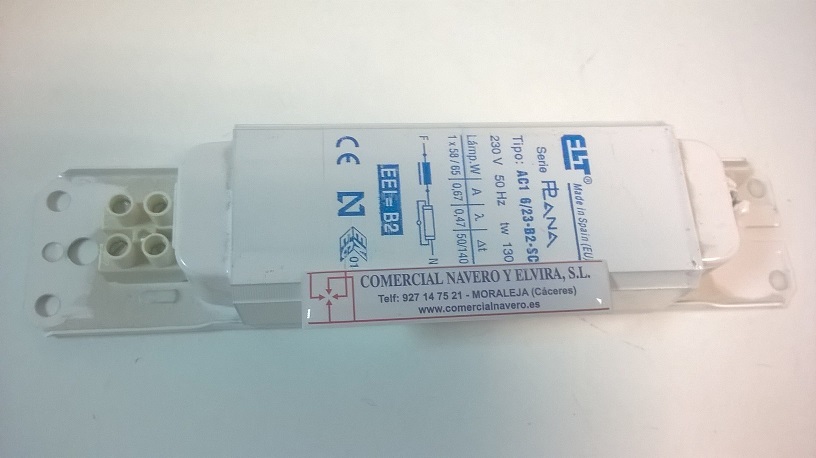 ELT®
Made in Spain (EU
Serie PLANA
Tipo: AC1 6/23-B2-SC
230 V 50 Hz tw 130
Lámp.W A λ Δt
1 x 58/65 0,67 0,47 50/140
F N
EEI = B2
CE N 01
COMERCIAL NAVERO Y ELVIRA, S.L.
Telf: 927 14 75 21 - MORALEJA (Cáceres)
www.comercialnavero.es